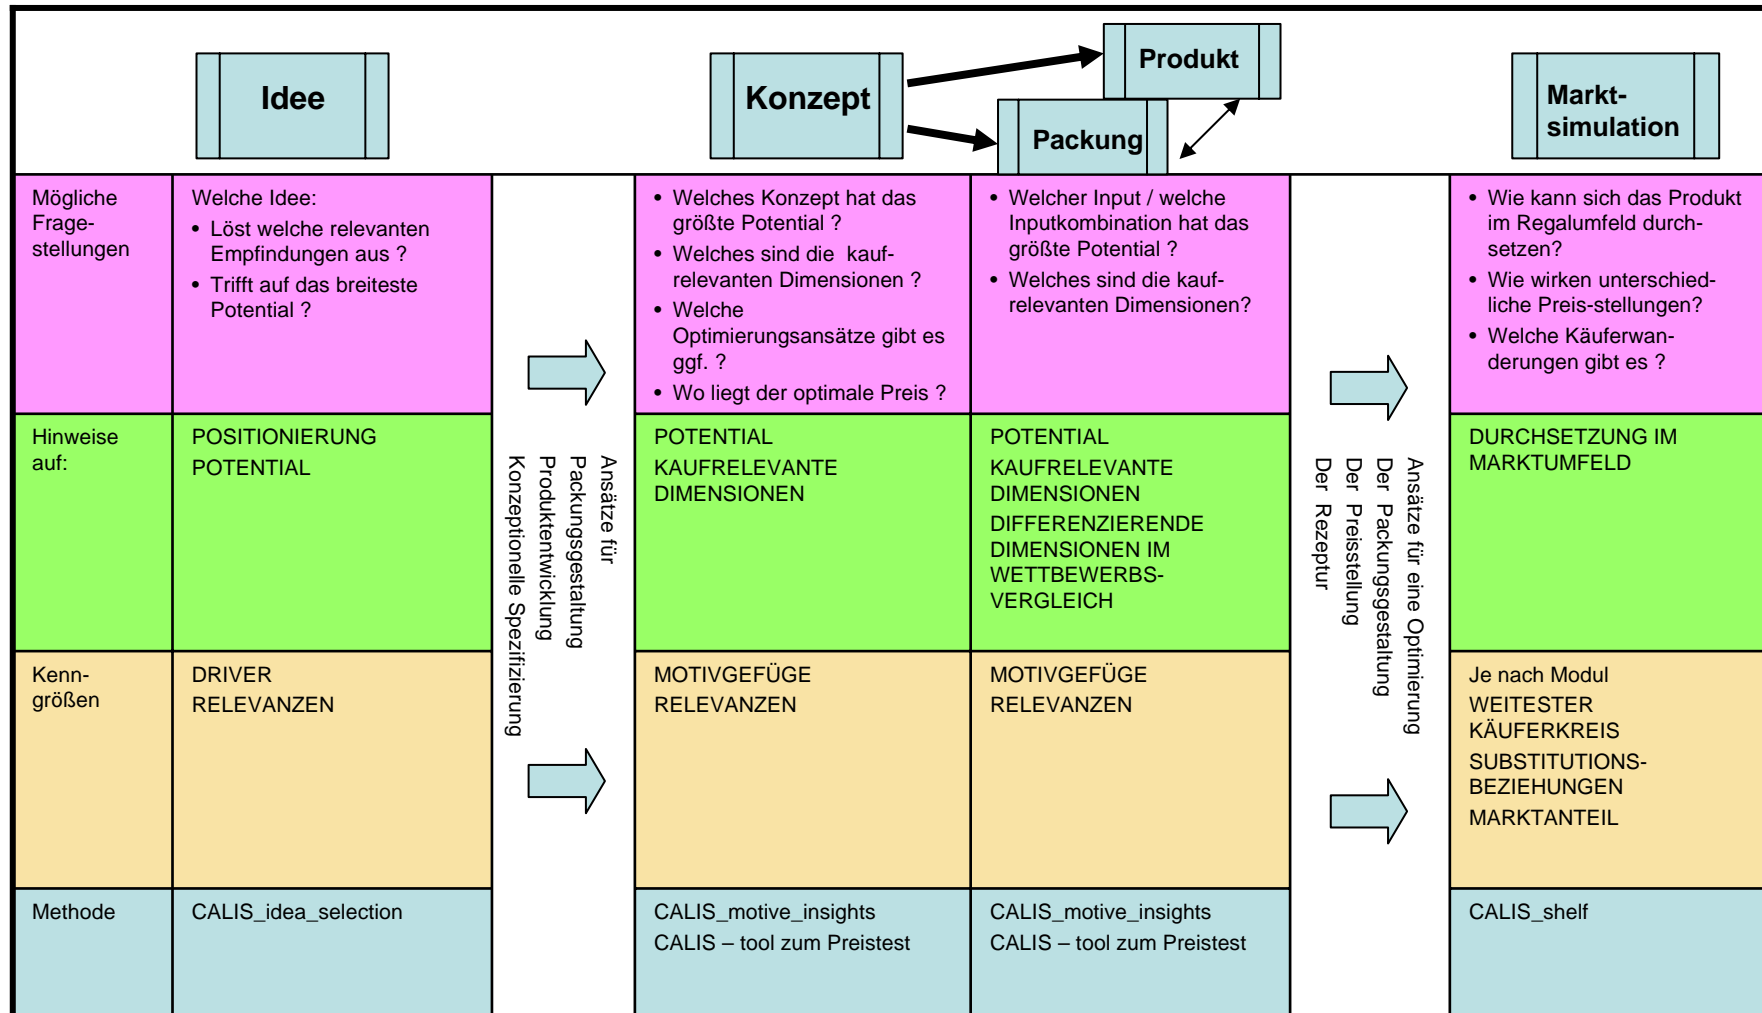 Idee
Konzept
Produkt
Packung
Markt-
simulation
Mögliche
Frage-
stellungen
Welche Idee:
• Löst welche relevanten
Empfindungen aus ?
• Trifft auf das breiteste
Potential ?
• Welches Konzept hat das
größte Potential ?
• Welches sind die kauf-
relevanten Dimensionen ?
• Welche
Optimierungsansätze gibt es
ggf. ?
• Wo liegt der optimale Preis ?
• Welcher Input / welche
Inputkombination hat das
größte Potential ?
• Welches sind die kauf-
relevanten Dimensionen?
• Wie kann sich das Produkt
im Regalumfeld durch-
setzen?
• Wie wirken unterschied-
liche Preis-stellungen?
• Welche Käuferwan-
derungen gibt es ?
Hinweise
auf:
POSITIONIERUNG
POTENTIAL
Ansätze für
Packungsgestaltung
Produktentwicklung
Konzeptionelle Spezifizierung
POTENTIAL
KAUFRELEVANTE
DIMENSIONEN
POTENTIAL
KAUFRELEVANTE
DIMENSIONEN
DIFFERENZIERENDE
DIMENSIONEN IM
WETTBEWERBS-
VERGLEICH
Ansätze für eine Optimierung
Der Packungsgestaltung
Der Preisstellung
Der Rezeptur
DURCHSETZUNG IM
MARKTUMFELD
Kenn-
größen
DRIVER
RELEVANZEN
MOTIVGEFÜGE
RELEVANZEN
MOTIVGEFÜGE
RELEVANZEN
Je nach Modul
WEITESTER
KÄUFERKREIS
SUBSTITUTIONS-
BEZIEHUNGEN
MARKTANTEIL
Methode
CALIS_idea_selection
CALIS_motive_insights
CALIS – tool zum Preistest
CALIS_motive_insights
CALIS – tool zum Preistest
CALIS_shelf